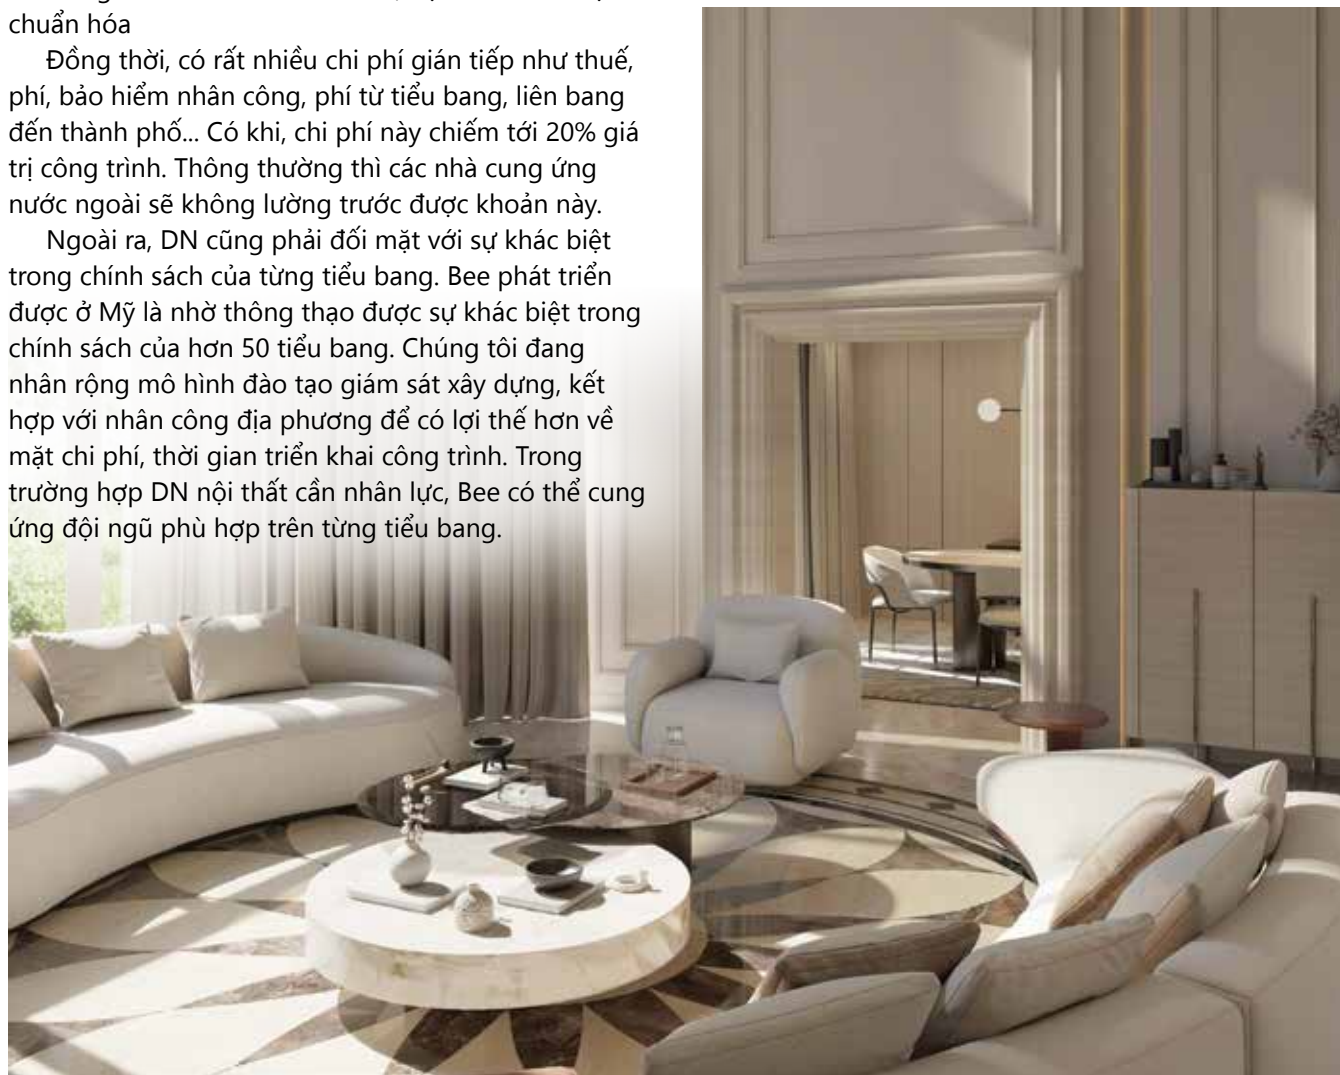 chuẩn hóa
Đồng thời, có rất nhiều chi phí gián tiếp như thuế,
phí, bảo hiểm nhân công, phí từ tiểu bang, liên bang
đến thành phố... Có khi, chi phí này chiếm tới 20% giá
trị công trình. Thông thường thì các nhà cung ứng
nước ngoài sẽ không lường trước được khoản này.
Ngoài ra, DN cũng phải đối mặt với sự khác biệt
trong chính sách của từng tiểu bang. Bee phát triển
được ở Mỹ là nhờ thông thạo được sự khác biệt trong
chính sách của hơn 50 tiểu bang. Chúng tôi đang
nhân rộng mô hình đào tạo giám sát xây dựng, kết
hợp với nhân công địa phương để có lợi thế hơn về
mặt chi phí, thời gian triển khai công trình. Trong
trường hợp DN nội thất cần nhân lực, Bee có thể cung
ứng đội ngũ phù hợp trên từng tiểu bang.